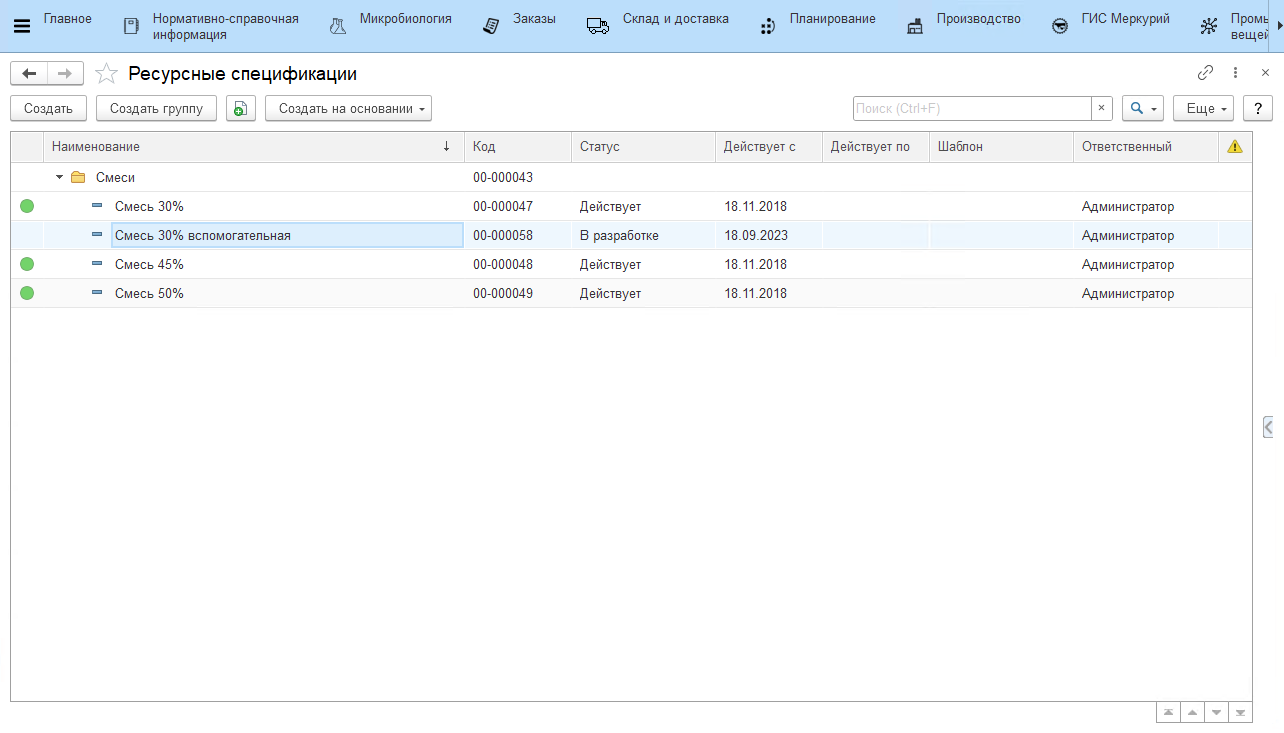 Главное
Нормативно-справочная
информация
Микробиология
Заказы
Склад и доставка
Планирование
Производство
ГИС Меркурий
Ресурсные спецификации
Создать
Создать группу
Создать на основании
Поиск (Ctrl+F)
×
Еще
?
Наименование ↓ Код Статус Действует с Действует по Шаблон Ответственный
Смеси 00-000043
Смесь 30% 00-000047 Действует 18.11.2018 Администратор
Смесь 30% вспомогательная 00-000058 В разработке 18.09.2023 Администратор
Смесь 45% 00-000048 Действует 18.11.2018 Администратор
Смесь 50% 00-000049 Действует 18.11.2018 Администратор